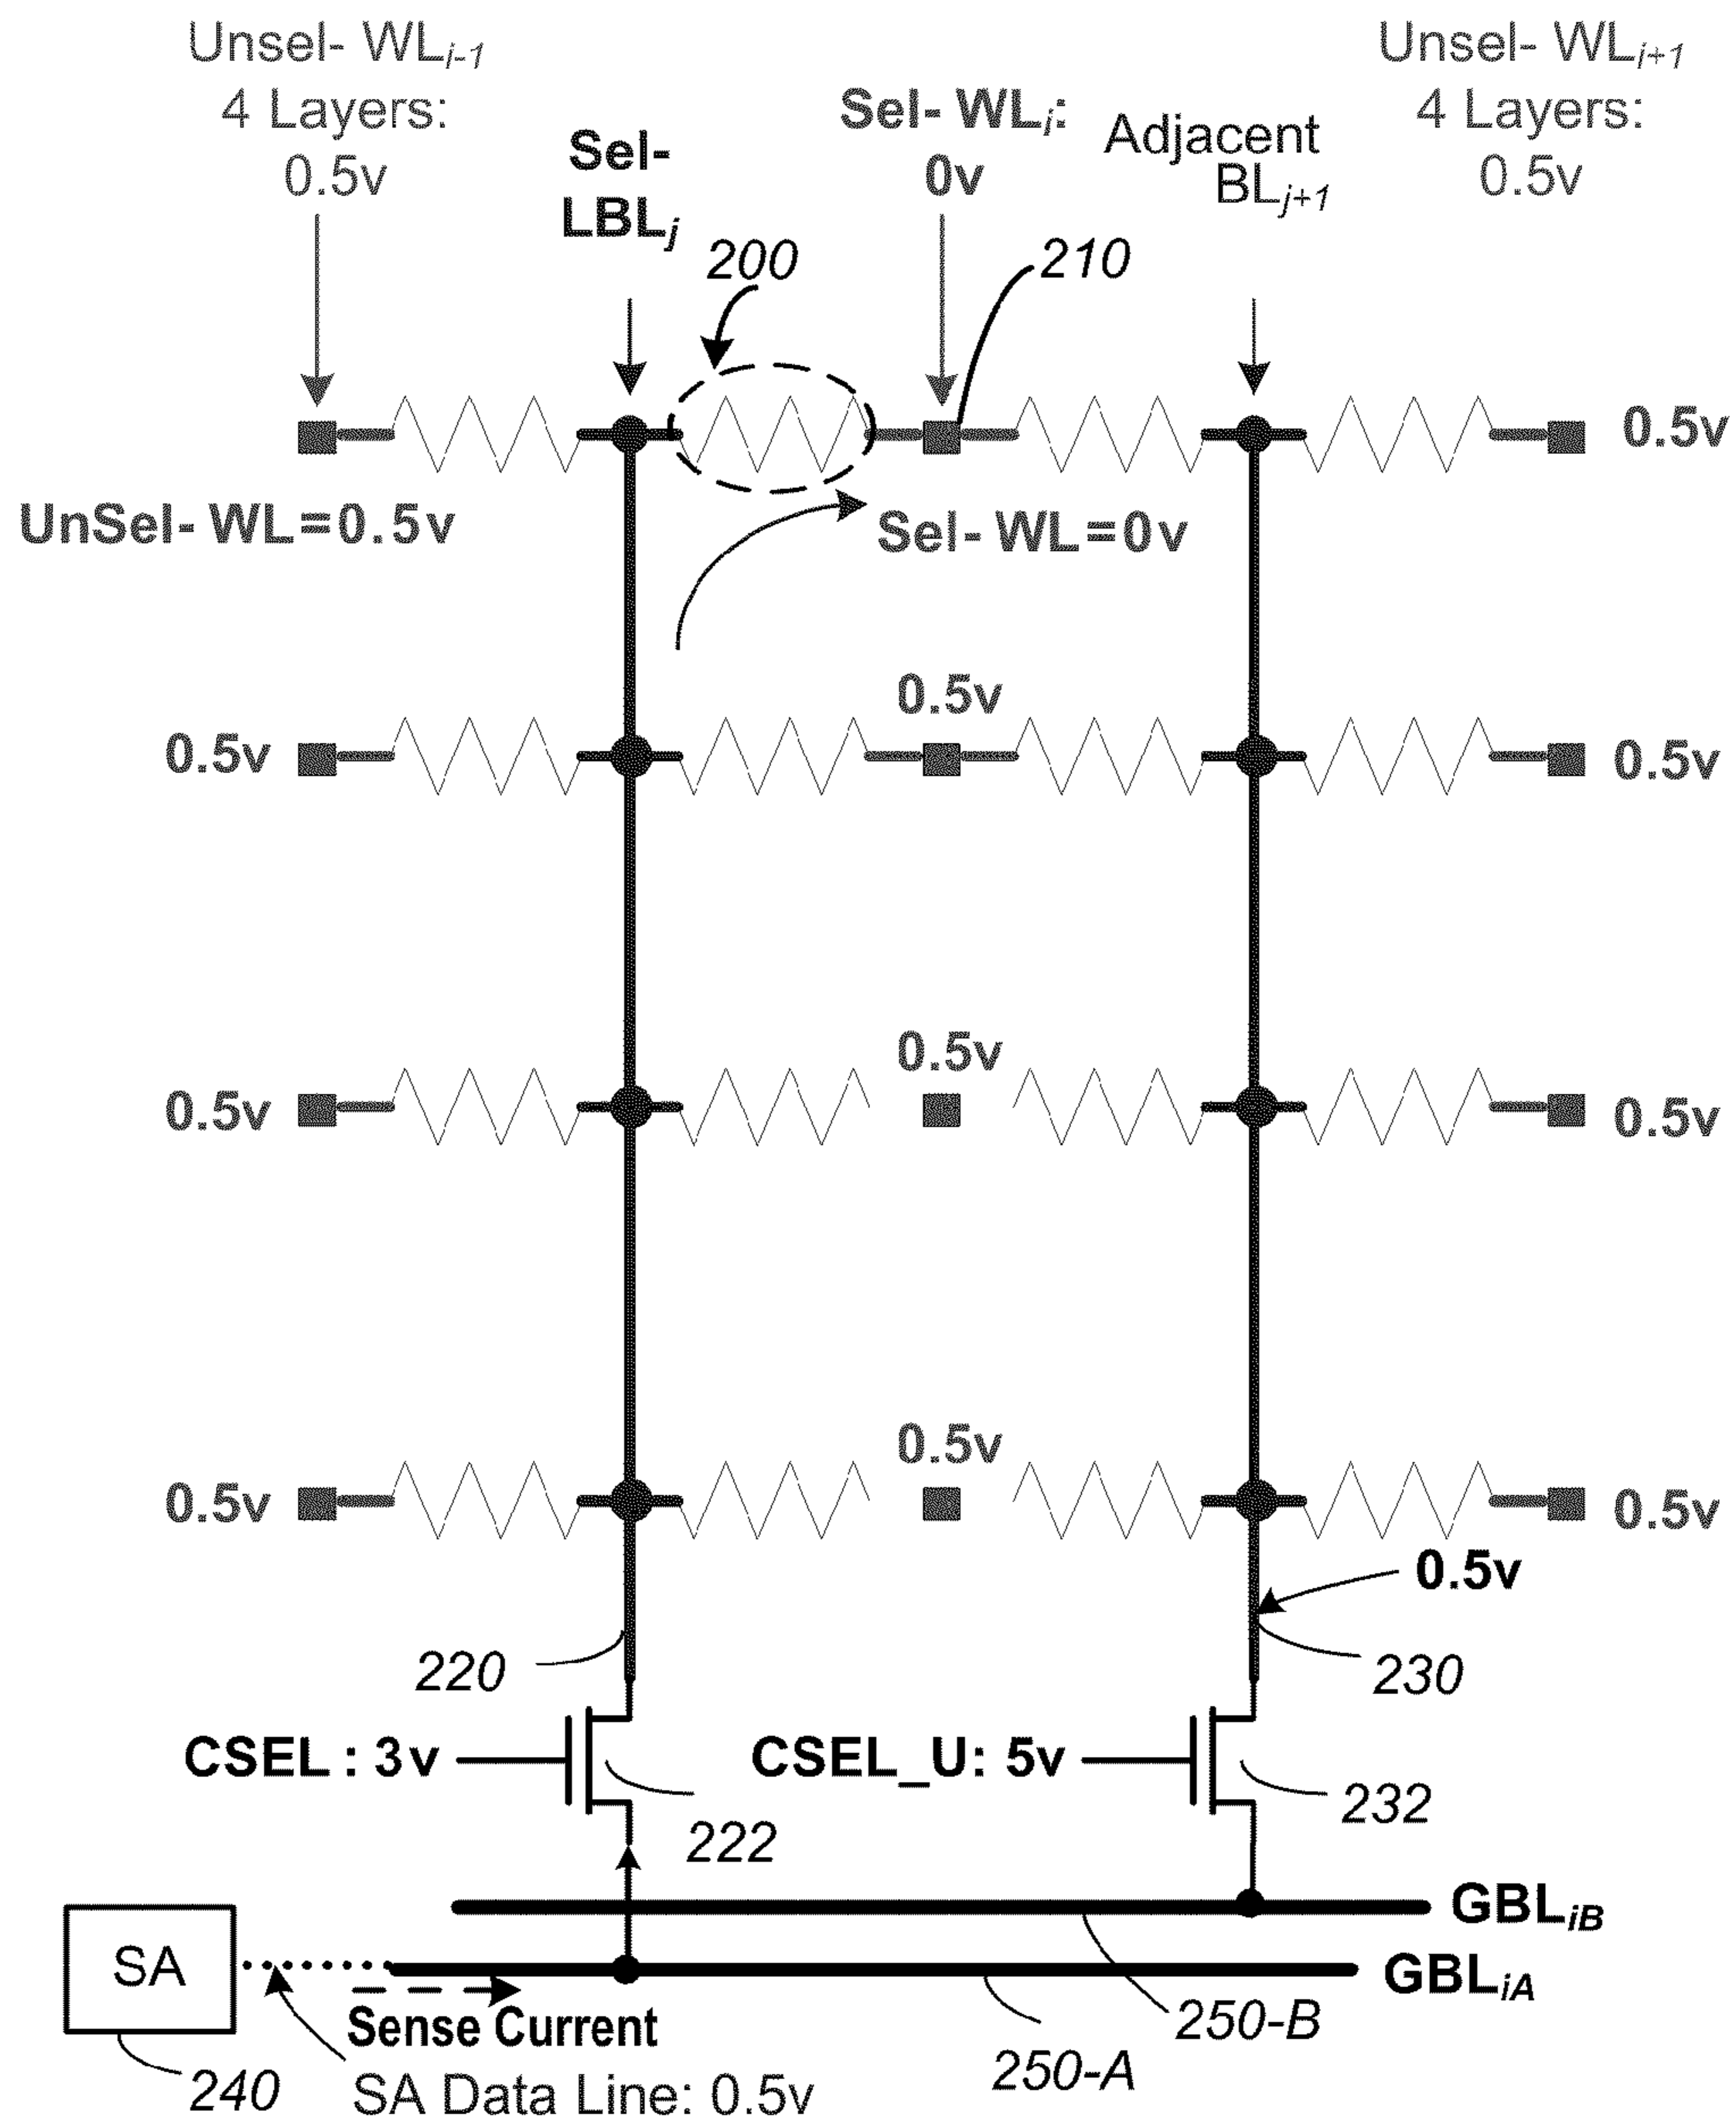 Unsel- WLi-1
4 Layers:
0.5v
Sel-
LBLj
Sel- WLi:
0v
Adjacent
BLj+1
Unsel- WLi+1
4 Layers:
0.5v
200
210
0.5v
UnSel- WL=0.5v
Sel- WL=0v
0.5v
0.5v
0.5v
0.5v
0.5v
0.5v
0.5v
0.5v
0.5v
0.5v
220
230
CSEL : 3v
CSEL_U: 5v
222
232
GBLiB
SA
GBLiA
Sense Current
250-B
240
SA Data Line: 0.5v
250-A